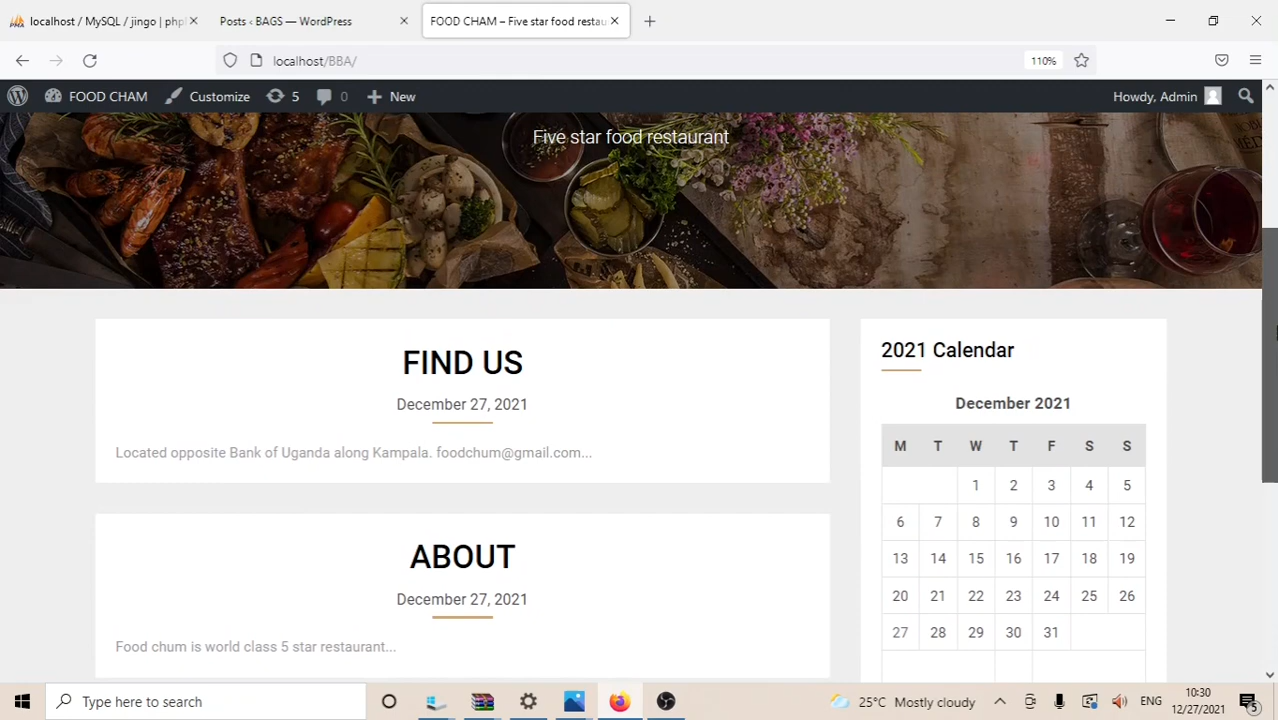 localhost / MySQL / jingo | php
Posts ‹ BAGS — WordPress
FOOD CHAM – Five star food restau
localhost/BBA/
110%
FOOD CHAM
Customize
5
0
New
Howdy, Admin
Five star food restaurant
FIND US
December 27, 2021
Located opposite Bank of Uganda along Kampala. foodchum@gmail.com...
ABOUT
December 27, 2021
Food chum is world class 5 star restaurant...
2021 Calendar
December 2021
M T W T F S S
1 2 3 4 5
6 7 8 9 10 11 12
13 14 15 16 17 18 19
20 21 22 23 24 25 26
27 28 29 30 31
Type here to search
25°C Mostly cloudy
ENG
10:30
12/27/2021
5